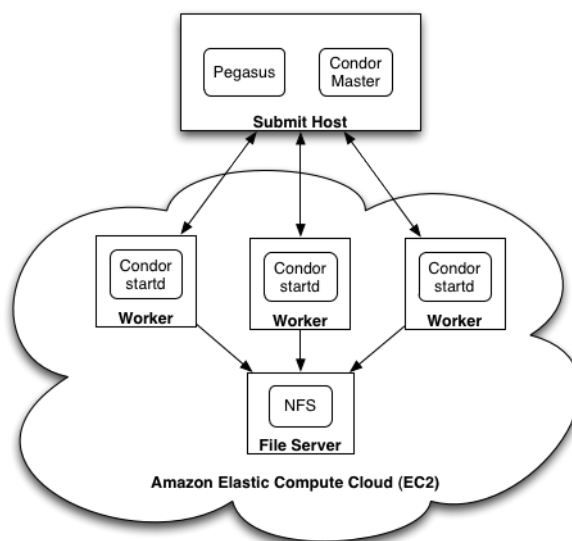 Pegasus
Condor
Master
Submit Host
Condor
startd
Worker
Condor
startd
Worker
Condor
startd
Worker
NFS
File Server
Amazon Elastic Compute Cloud (EC2)